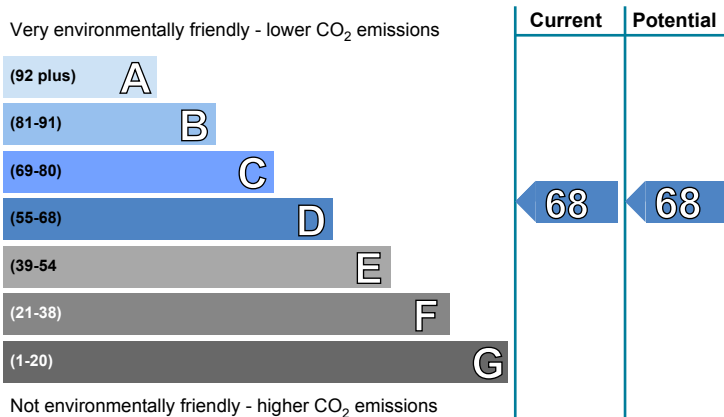 Very environmentally friendly - lower CO2 emissions
Current
Potential
(92 plus) A
(81-91) B
(69-80) C
(55-68) D
68
68
(39-54 E
(21-38) F
(1-20) G
Not environmentally friendly - higher CO2 emissions